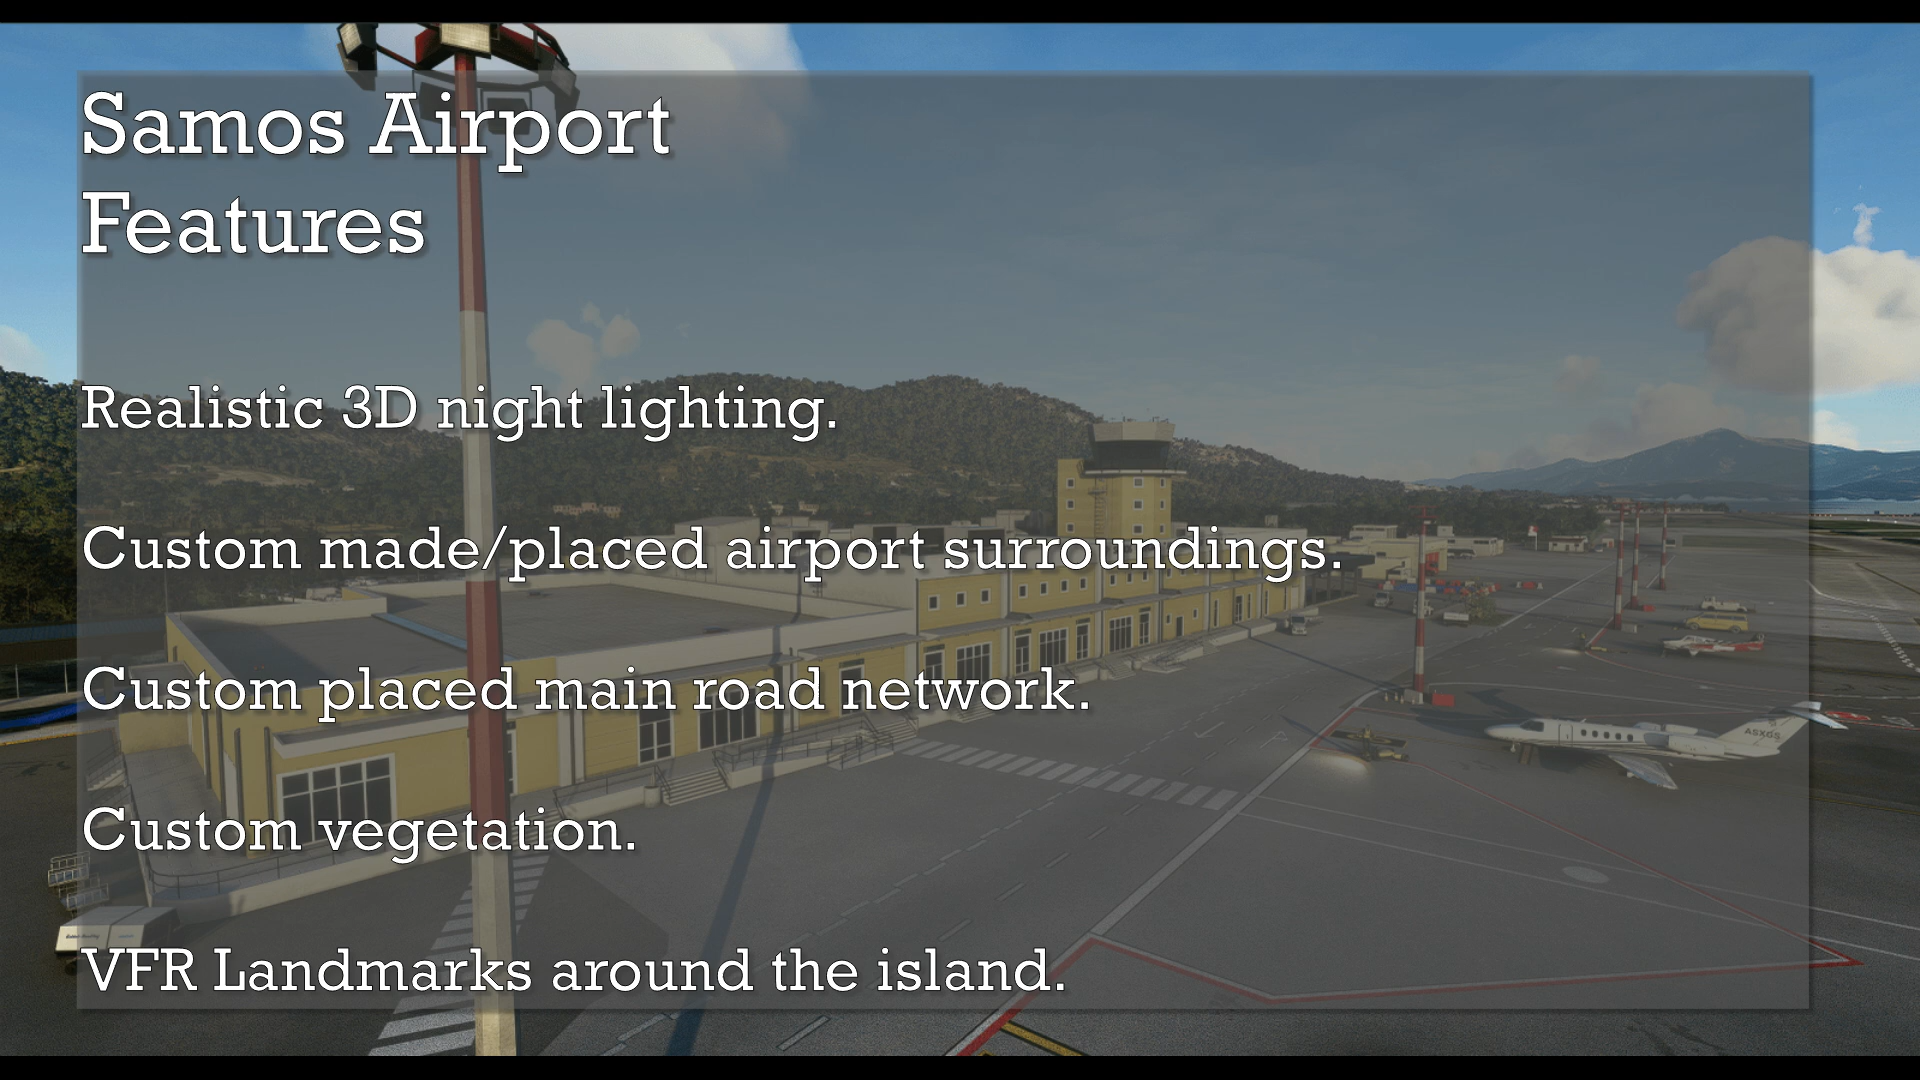 Samos Airport
Features
Realistic 3D night lighting.
Custom made/placed airport surroundings.
Custom placed main road network.
Custom vegetation.
VFR Landmarks around the island.
ASXGS